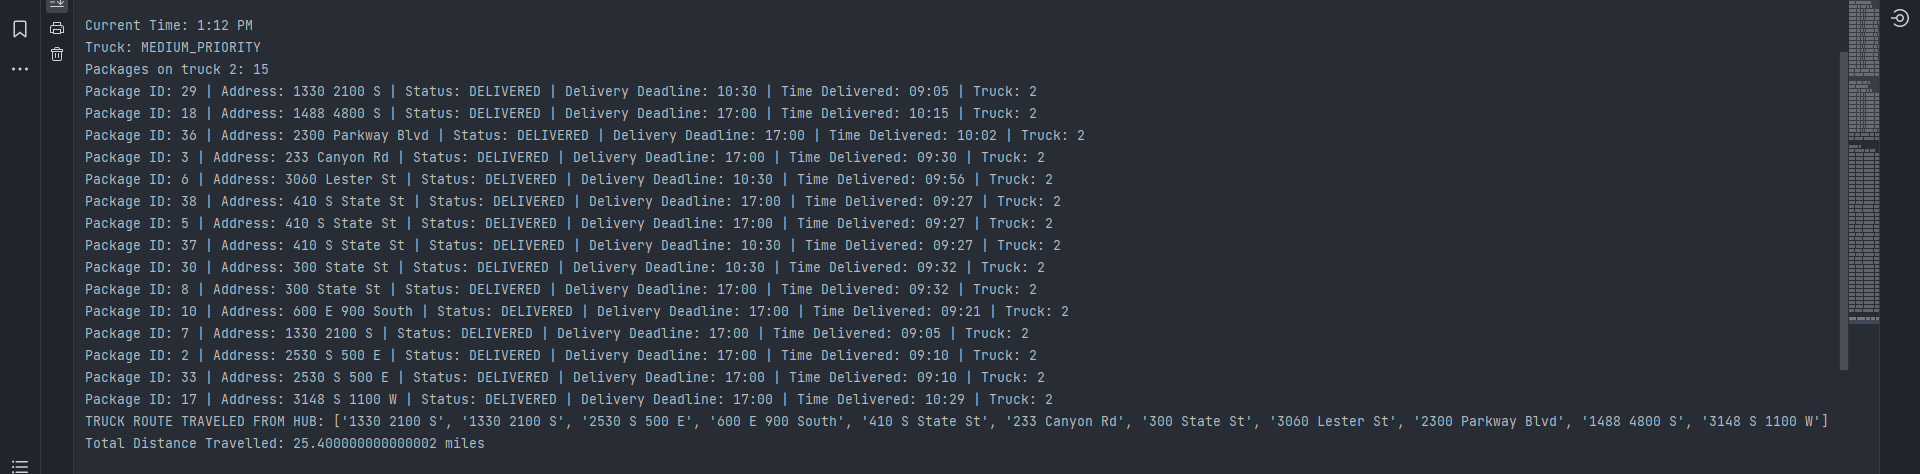 Current Time: 1:12 PM
Truck: MEDIUM_PRIORITY
Packages on truck 2: 15
Package ID: 29 | Address: 1330 2100 S | Status: DELIVERED | Delivery Deadline: 10:30 | Time Delivered: 09:05 | Truck: 2
Package ID: 18 | Address: 1488 4800 S | Status: DELIVERED | Delivery Deadline: 17:00 | Time Delivered: 10:15 | Truck: 2
Package ID: 36 | Address: 2300 Parkway Blvd | Status: DELIVERED | Delivery Deadline: 17:00 | Time Delivered: 10:02 | Truck: 2
Package ID: 3 | Address: 233 Canyon Rd | Status: DELIVERED | Delivery Deadline: 17:00 | Time Delivered: 09:30 | Truck: 2
Package ID: 6 | Address: 3060 Lester St | Status: DELIVERED | Delivery Deadline: 10:30 | Time Delivered: 09:56 | Truck: 2
Package ID: 38 | Address: 410 S State St | Status: DELIVERED | Delivery Deadline: 17:00 | Time Delivered: 09:27 | Truck: 2
Package ID: 5 | Address: 410 S State St | Status: DELIVERED | Delivery Deadline: 17:00 | Time Delivered: 09:27 | Truck: 2
Package ID: 37 | Address: 410 S State St | Status: DELIVERED | Delivery Deadline: 10:30 | Time Delivered: 09:27 | Truck: 2
Package ID: 30 | Address: 300 State St | Status: DELIVERED | Delivery Deadline: 10:30 | Time Delivered: 09:32 | Truck: 2
Package ID: 8 | Address: 300 State St | Status: DELIVERED | Delivery Deadline: 17:00 | Time Delivered: 09:32 | Truck: 2
Package ID: 10 | Address: 600 E 900 South | Status: DELIVERED | Delivery Deadline: 17:00 | Time Delivered: 09:21 | Truck: 2
Package ID: 7 | Address: 1330 2100 S | Status: DELIVERED | Delivery Deadline: 17:00 | Time Delivered: 09:05 | Truck: 2
Package ID: 2 | Address: 2530 S 500 E | Status: DELIVERED | Delivery Deadline: 17:00 | Time Delivered: 09:10 | Truck: 2
Package ID: 33 | Address: 2530 S 500 E | Status: DELIVERED | Delivery Deadline: 17:00 | Time Delivered: 09:10 | Truck: 2
Package ID: 17 | Address: 3148 S 1100 W | Status: DELIVERED | Delivery Deadline: 17:00 | Time Delivered: 10:29 | Truck: 2
TRUCK ROUTE TRAVELED FROM HUB: ['1330 2100 S', '1330 2100 S', '2530 S 500 E', '600 E 900 South', '410 S State St', '233 Canyon Rd', '300 State St', '3060 Lester St', '2300 Parkway Blvd', '1488 4800 S', '3148 S 1100 W']
Total Distance Travelled: 25.400000000000002 miles